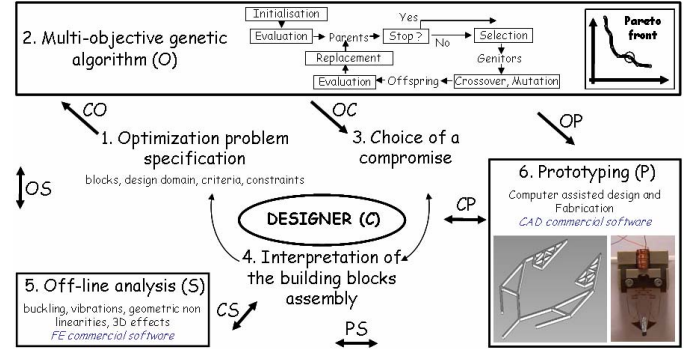 Initialisation
Yes
Pareto
front
2. Multi-objective genetic
algorithm (O)
Evaluation
Parents
Stop ?
No
Selection
Replacement
Genitors
Evaluation
Offspring
Crossover, Mutation
CO
OC
OP
1. Optimization problem
specification
blocks, design domain, criteria, constraints
3. Choice of a
compromise
OS
DESIGNER (C)
CP
6. Prototyping (P)
Computer assisted design and
Fabrication
CAD commercial software
4. Interpretation of
the building blocks
assembly
5. Off-line analysis (S)
buckling, vibrations, geometric non
linearities, 3D effects
FE commercial software
CS
PS